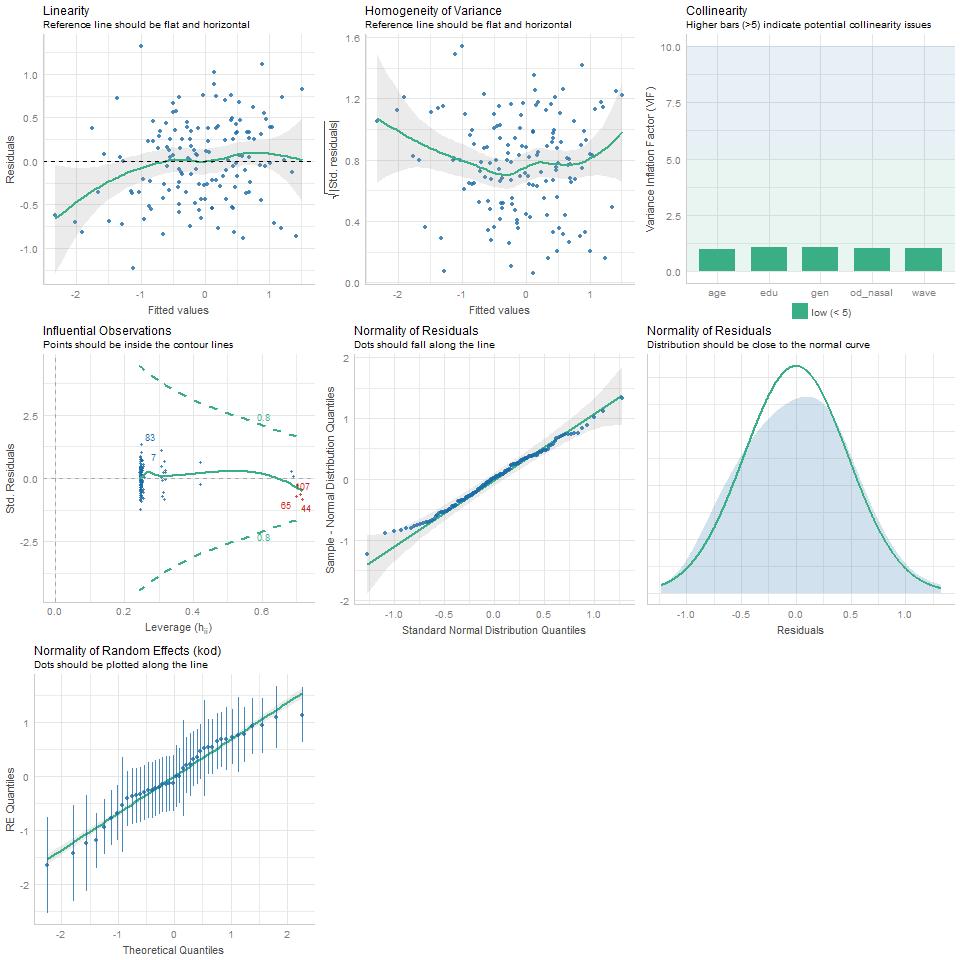 Linearity
Reference line should be flat and horizontal
Residuals
1.0
0.5
0.0
-0.5
-1.0
-2
-1
0
1
Fitted values
Homogeneity of Variance
Reference line should be flat and horizontal
√|Std. residuals|
1.6
1.2
0.8
0.4
0.0
-2
-1
0
1
Fitted values
Collinearity
Higher bars (>5) indicate potential collinearity issues
Variance Inflation Factor (VIF)
10.0
7.5
5.0
2.5
0.0
age
edu
gen
od_nasal
wave
low (< 5)
Influential Observations
Points should be inside the contour lines
Std. Residuals
2.5
0.0
-2.5
0.8
83
7
107
65
44
0.8
0.0
0.2
0.4
0.6
Leverage (hii)
Normality of Residuals
Dots should fall along the line
Sample - Normal Distribution Quantiles
2
1
0
-1
-2
-1.0
-0.5
0.0
0.5
1.0
Standard Normal Distribution Quantiles
Normality of Residuals
Distribution should be close to the normal curve
-1.0
-0.5
0.0
0.5
1.0
Residuals
Normality of Random Effects (kod)
Dots should be plotted along the line
RE Quantiles
1
0
-1
-2
-2
-1
0
1
2
Theoretical Quantiles